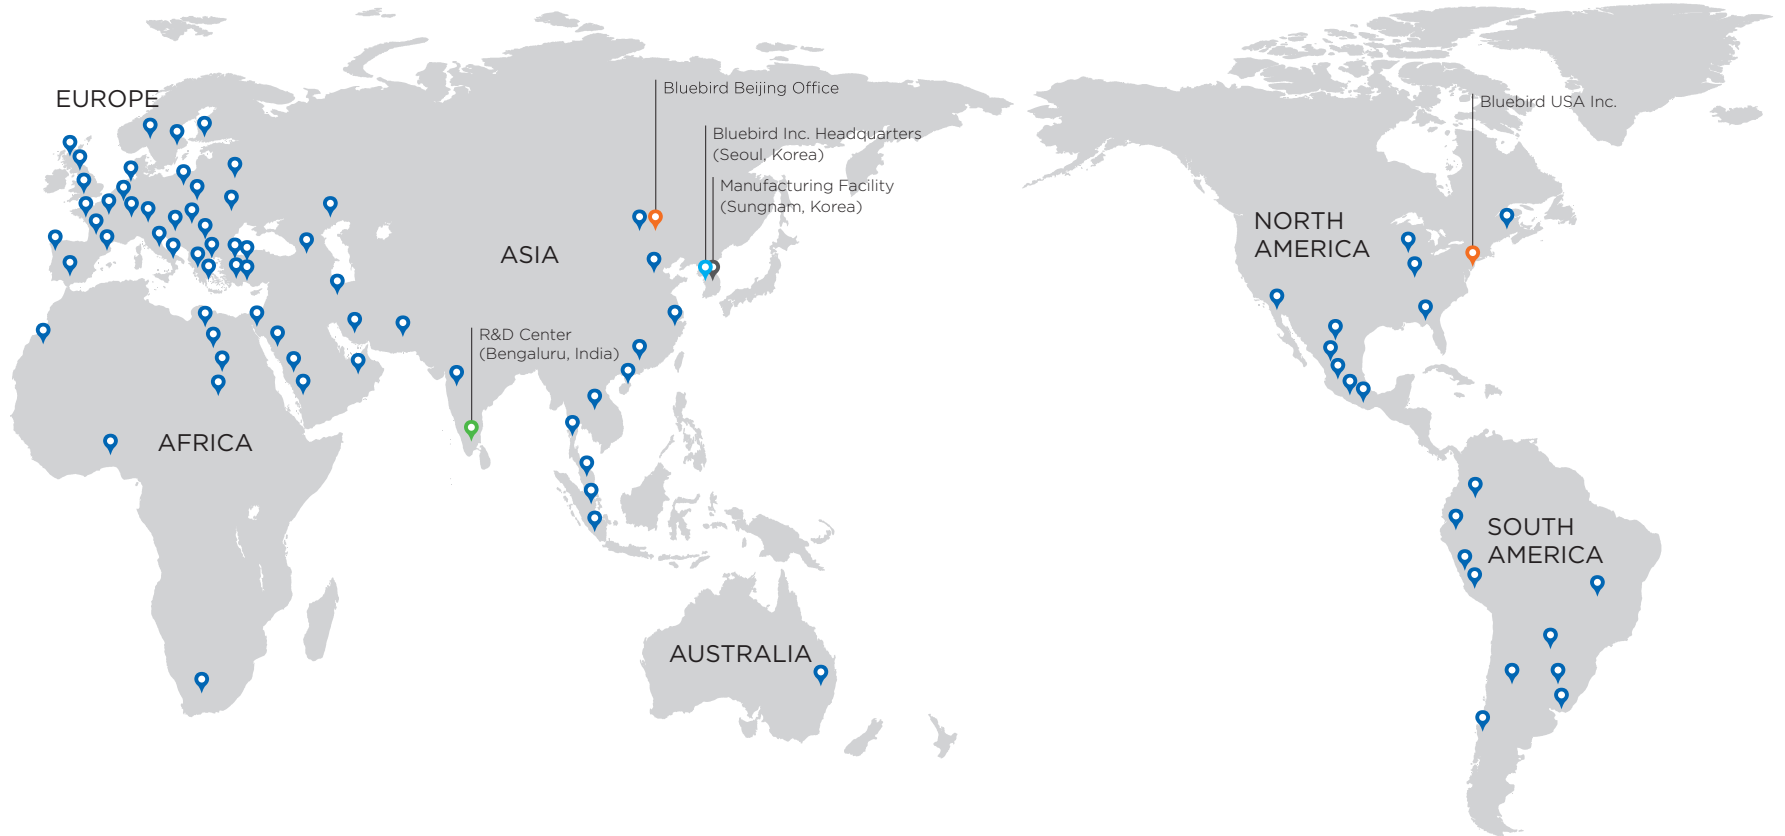 EUROPE
Bluebird Beijing Office
Bluebird USA Inc.
Bluebird Inc. Headquarters
(Seoul, Korea)
Manufacturing Facility
(Sungnam, Korea)
NORTH
AMERICA
ASIA
R&D Center
(Bengaluru, India)
AFRICA
SOUTH
AMERICA
AUSTRALIA